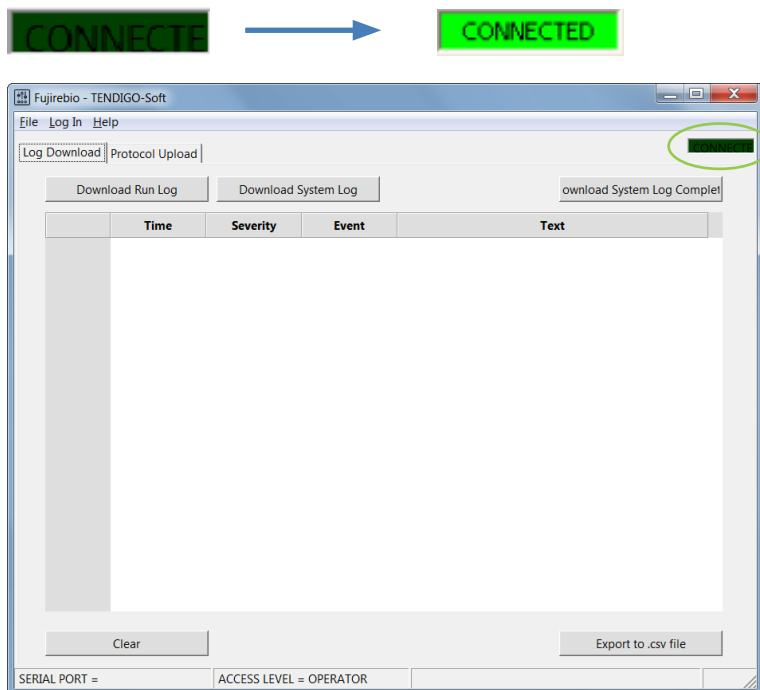 CONNECTE
CONNECTED
Fujirebio - TENDIGO-Soft
File Log In Help
Log Download Protocol Upload
CONNECTE
Download Run Log Download System Log ownload System Log Complet
Time Severity Event Text
Clear Export to .csv file
SERIAL PORT = ACCESS LEVEL = OPERATOR